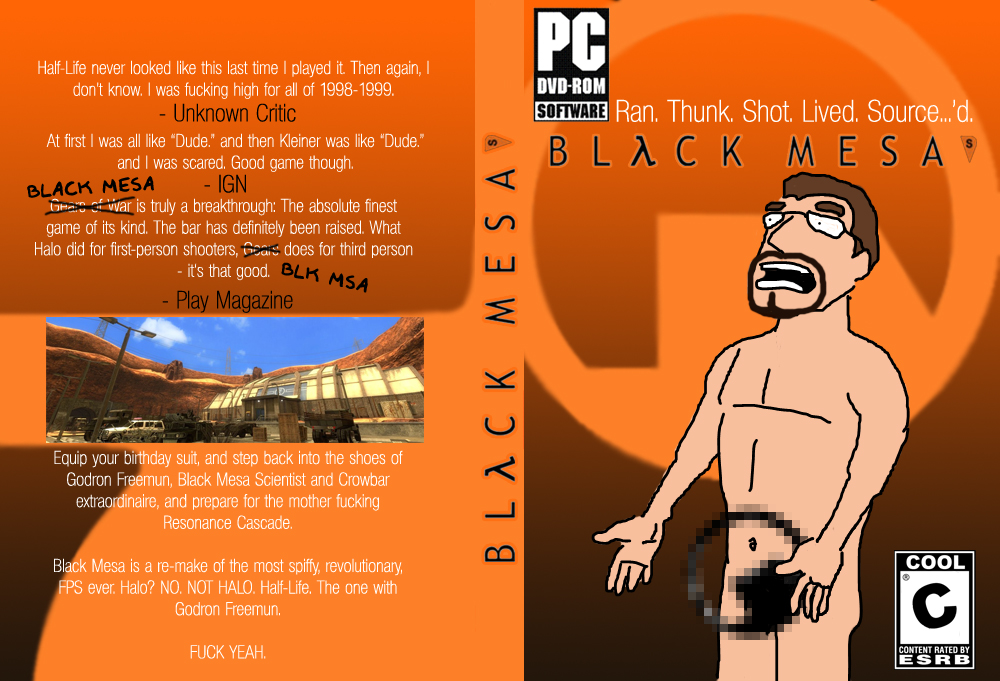 Half-Life never looked like this last time I played it. Then again, I
don't know. I was fucking high for all of 1998-1999.
- Unknown Critic
At first I was all like “Dude.” and then Kleiner was like “Dude.”
and I was scared. Good game though.
- IGN
BLACK MESA
Gears of War is truly a breakthrough: The absolute finest
game of its kind. The bar has definitely been raised. What
Halo did for first-person shooters, Gears does for third person
- it's that good.
BLK MSA
- Play Magazine
Equip your birthday suit, and step back into the shoes of
Godron Freemun, Black Mesa Scientist and Crowbar
extraordinaire, and prepare for the mother fucking
Resonance Cascade.
Black Mesa is a re-make of the most spiffy, revolutionary,
FPS ever. Halo? NO. NOT HALO. Half-Life. The one with
Godron Freemun.
FUCK YEAH.
BLλCK MESA S
PC
DVD-ROM
SOFTWARE
Ran. Thunk. Shot. Lived. Source...'d.
BLλCK MESA S
COOL
C ®
CONTENT RATED BY
ESRB